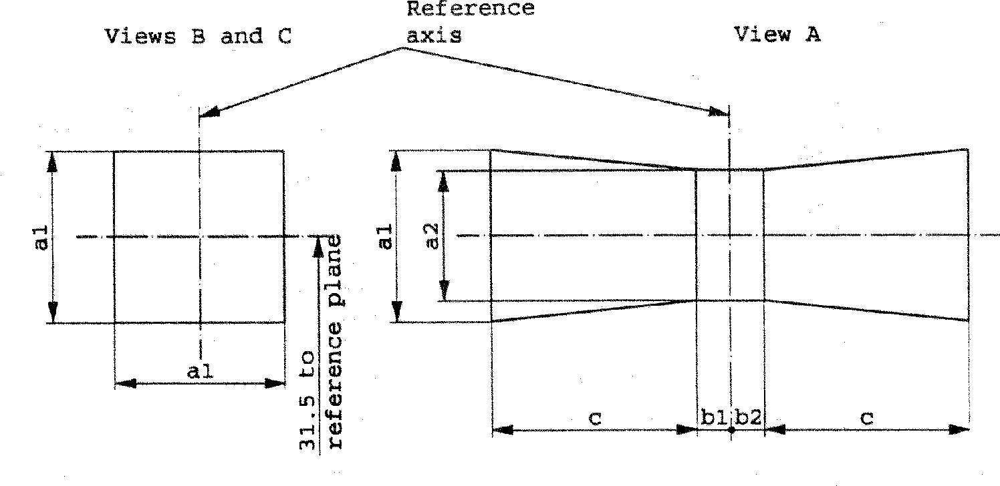 Views B and C
Reference
axis
View A
a1
a1
31.5 to
reference plane
a1
a2
c
b1
b2
c